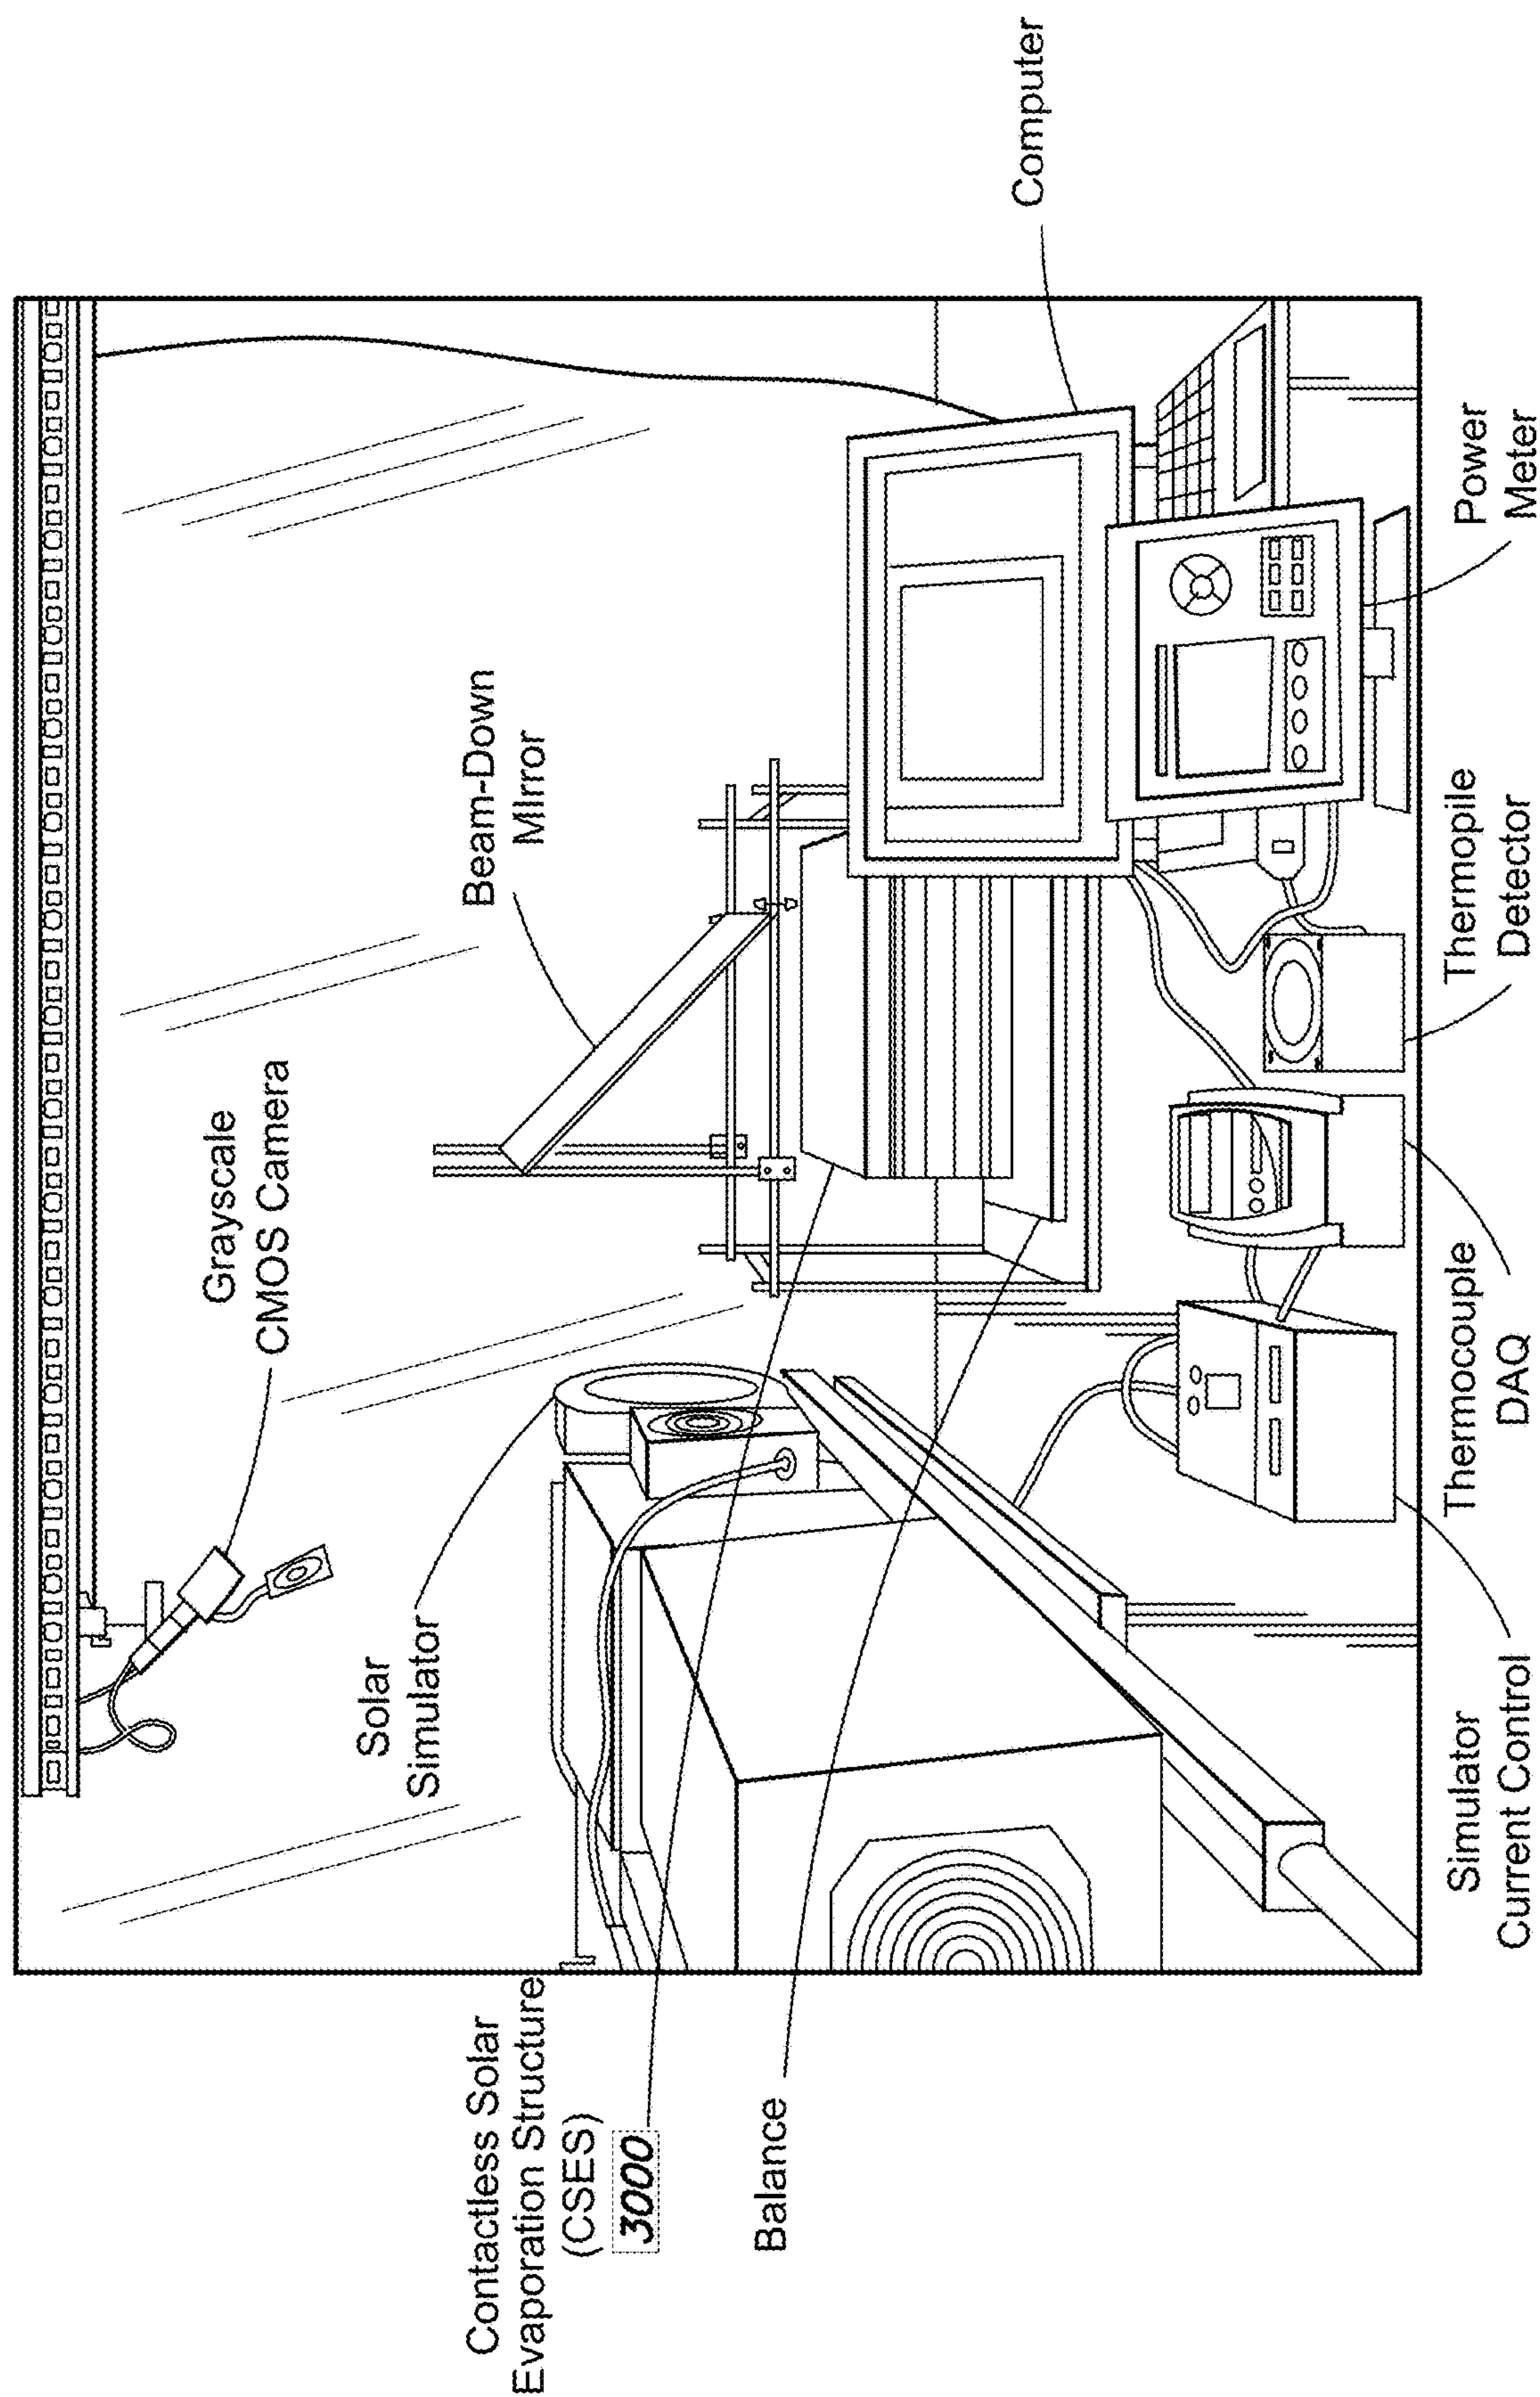 Grayscale
CMOS Camera
Solar
Simulator
Beam-Down
MIrror
Computer
Contactless Solar
Evaporation Structure
(CSES)
3000
Balance
Simulator
Current Control
Thermocouple
DAQ
Thermopile
Detector
Power
Meter